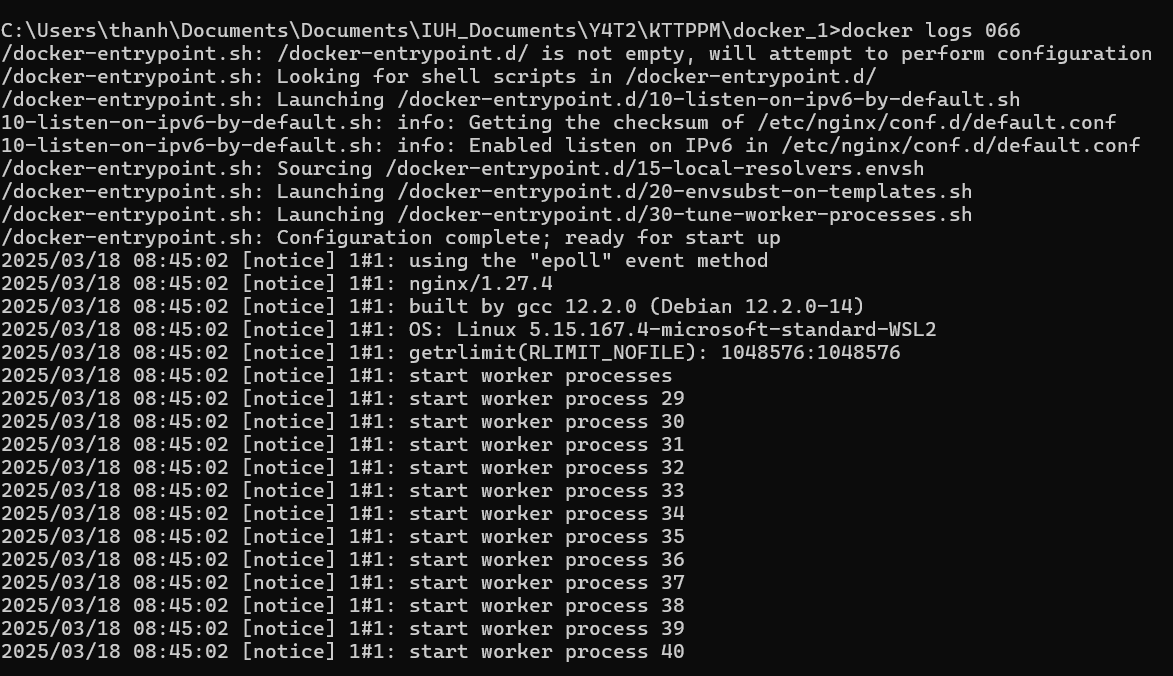 C:\Users\thanh\Documents\Documents\IUH_Documents\Y4T2\KTTPPM\docker_1>docker logs 066
/docker-entrypoint.sh: /docker-entrypoint.d/ is not empty, will attempt to perform configuration
/docker-entrypoint.sh: Looking for shell scripts in /docker-entrypoint.d/
/docker-entrypoint.sh: Launching /docker-entrypoint.d/10-listen-on-ipv6-by-default.sh
10-listen-on-ipv6-by-default.sh: info: Getting the checksum of /etc/nginx/conf.d/default.conf
10-listen-on-ipv6-by-default.sh: info: Enabled listen on IPv6 in /etc/nginx/conf.d/default.conf
/docker-entrypoint.sh: Sourcing /docker-entrypoint.d/15-local-resolvers.envsh
/docker-entrypoint.sh: Launching /docker-entrypoint.d/20-envsubst-on-templates.sh
/docker-entrypoint.sh: Launching /docker-entrypoint.d/30-tune-worker-processes.sh
/docker-entrypoint.sh: Configuration complete; ready for start up
2025/03/18 08:45:02 [notice] 1#1: using the "epoll" event method
2025/03/18 08:45:02 [notice] 1#1: nginx/1.27.4
2025/03/18 08:45:02 [notice] 1#1: built by gcc 12.2.0 (Debian 12.2.0-14)
2025/03/18 08:45:02 [notice] 1#1: OS: Linux 5.15.167.4-microsoft-standard-WSL2
2025/03/18 08:45:02 [notice] 1#1: getrlimit(RLIMIT_NOFILE): 1048576:1048576
2025/03/18 08:45:02 [notice] 1#1: start worker processes
2025/03/18 08:45:02 [notice] 1#1: start worker process 29
2025/03/18 08:45:02 [notice] 1#1: start worker process 30
2025/03/18 08:45:02 [notice] 1#1: start worker process 31
2025/03/18 08:45:02 [notice] 1#1: start worker process 32
2025/03/18 08:45:02 [notice] 1#1: start worker process 33
2025/03/18 08:45:02 [notice] 1#1: start worker process 34
2025/03/18 08:45:02 [notice] 1#1: start worker process 35
2025/03/18 08:45:02 [notice] 1#1: start worker process 36
2025/03/18 08:45:02 [notice] 1#1: start worker process 37
2025/03/18 08:45:02 [notice] 1#1: start worker process 38
2025/03/18 08:45:02 [notice] 1#1: start worker process 39
2025/03/18 08:45:02 [notice] 1#1: start worker process 40